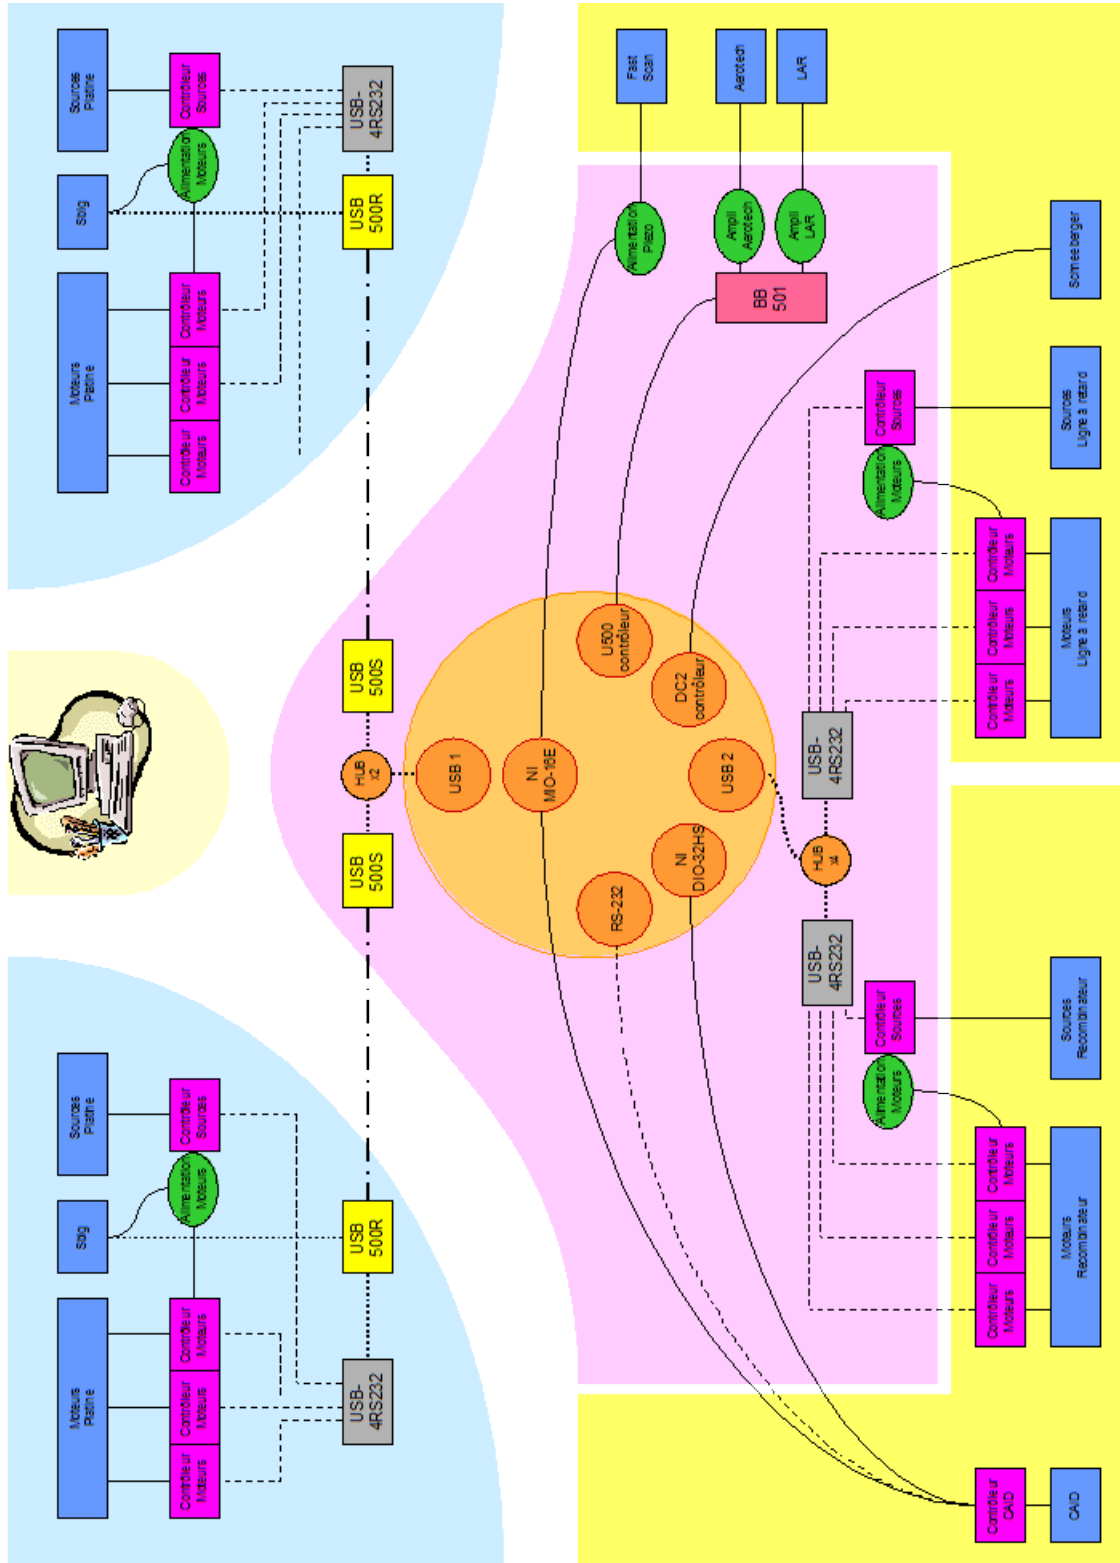 Moteurs
Platine
Sbig
Sources
Platine
Moteurs
Platine
Sbig
Sources
Platine
Contrôleur
Moteurs
Contrôleur
Moteurs
Contrôleur
Moteurs
Alimentation
Moteurs
Contrôleur
Sources
Contrôleur
Moteurs
Contrôleur
Moteurs
Contrôleur
Moteurs
Alimentation
Moteurs
Contrôleur
Sources
USB-
4RS232
USB
500R
USB
500S
HUB
x2
USB
500S
USB
500R
USB-
4RS232
USB 1
NI
MIO-16E
RS-232
U500
contrôleur
NI
DIO-32HS
DC2
contrôleur
USB 2
Alimentation
Piezo
Fast
Scan
BB
501
Ampli
Aerotech
Aerotech
Ampli
LAR
LAR
USB-
4RS232
HUB
x4
USB-
4RS232
Alimentation
Moteurs
Contrôleur
Sources
Alimentation
Moteurs
Contrôleur
Sources
Contrôleur
CAID
Contrôleur
Moteurs
Contrôleur
Moteurs
Contrôleur
Moteurs
Contrôleur
Moteurs
Contrôleur
Moteurs
Contrôleur
Moteurs
CAID
Moteurs
Recombinateur
Sources
Recombinateur
Moteurs
Ligne à retard
Sources
Ligne à retard
Schneeberger